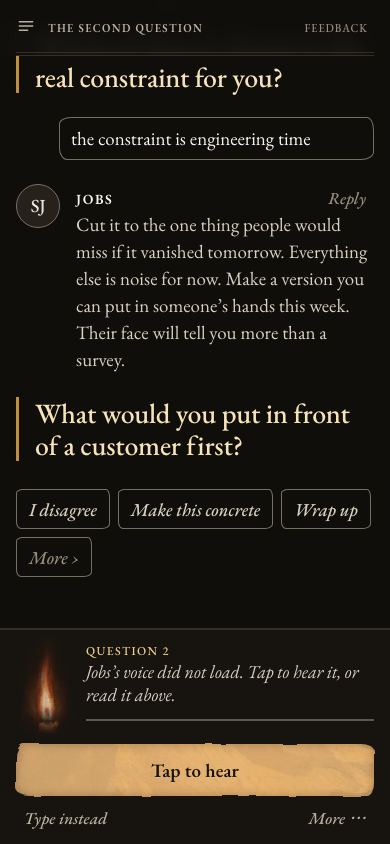 THE SECOND QUESTION
FEEDBACK
real constraint for you?
the constraint is engineering time
SJ
JOBS
Reply
Cut it to the one thing people would
miss if it vanished tomorrow. Everything
else is noise for now. Make a version you
can put in someone’s hands this week.
Their face will tell you more than a
survey.
What would you put in front
of a customer first?
I disagree
Make this concrete
Wrap up
More ›
QUESTION 2
Jobs’s voice did not load. Tap to hear it, or
read it above.
Tap to hear
Type instead
More ···